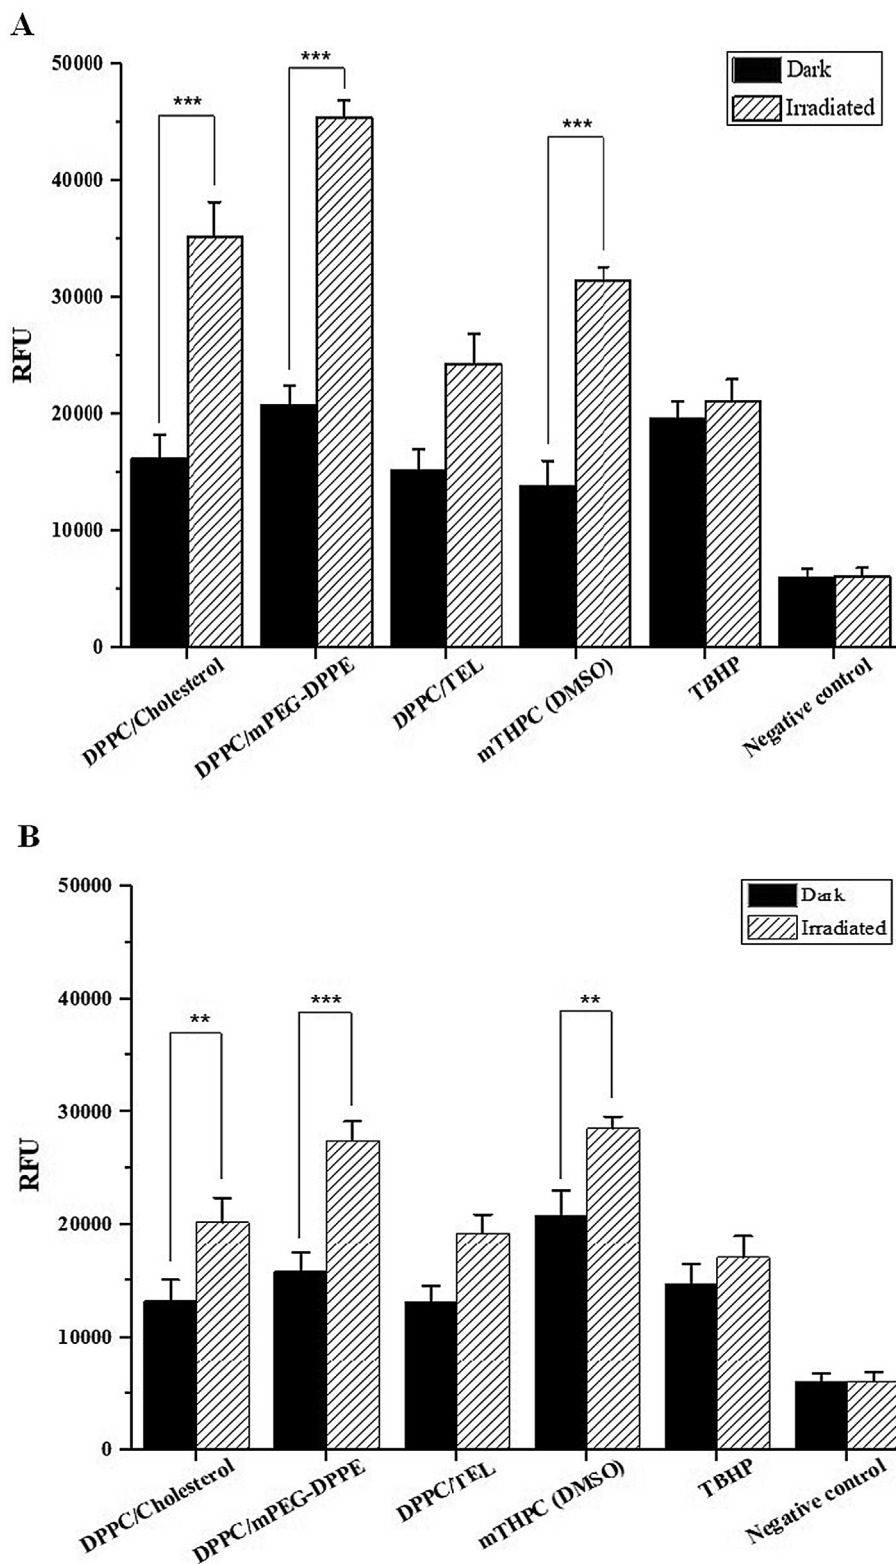 A
50000
40000
30000
20000
10000
0
RFU
***
***
***
Dark
Irradiated
DPPC/Cholesterol
DPPC/mPEG-DPPE
DPPC/TEL
mTHPC (DMSO)
TBHP
Negative control
B
50000
40000
30000
20000
10000
0
RFU
**
***
**
Dark
Irradiated
DPPC/Cholesterol
DPPC/mPEG-DPPE
DPPC/TEL
mTHPC (DMSO)
TBHP
Negative control